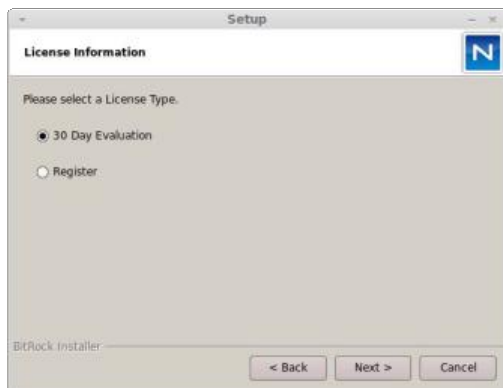 Setup
License Information
N
Please select a License Type.
30 Day Evaluation
Register
BitRock Installer
< Back Next > Cancel